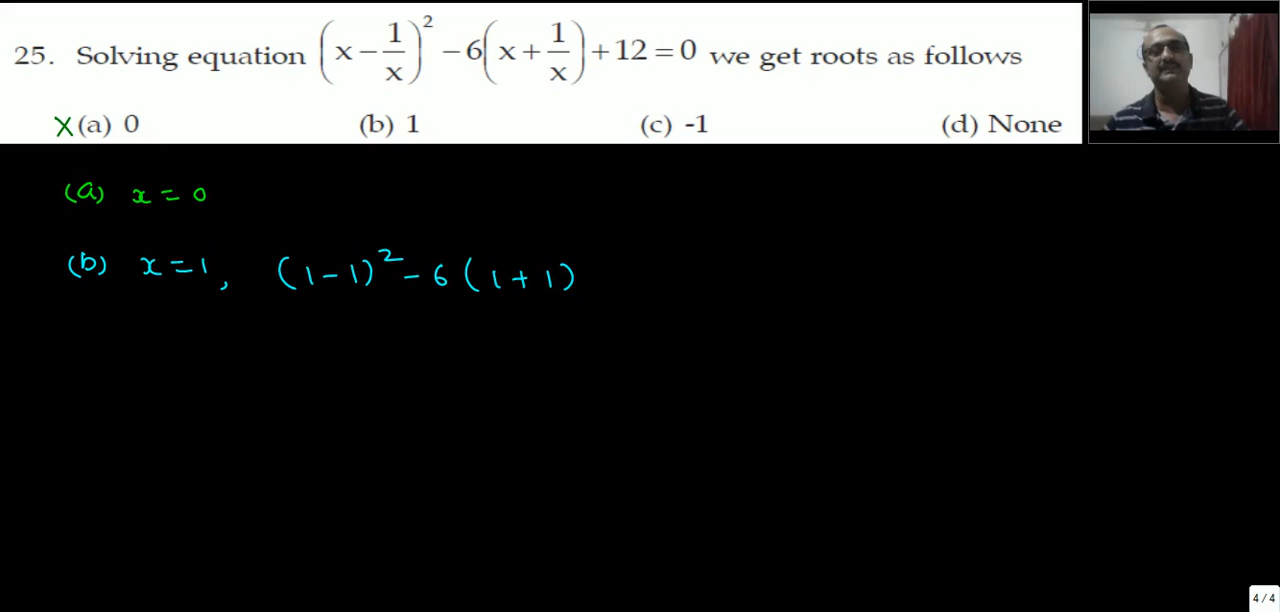 25. Solving equation (x − 1/x)² − 6(x + 1/x) + 12 = 0 we get roots as follows
X (a) 0 (b) 1 (c) -1 (d) None
(a) x = 0
(b) x = 1, (1 − 1)² − 6 (1 + 1)
4 / 4